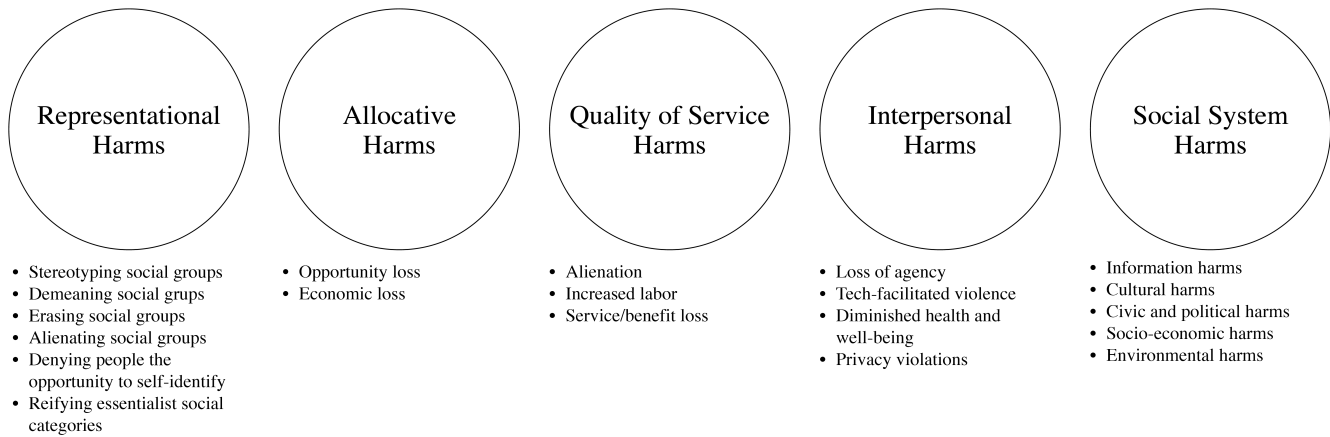 Representational
Harms
Allocative
Harms
Quality of Service
Harms
Interpersonal
Harms
Social System
Harms
• Stereotyping social groups
• Demeaning social grups
• Erasing social groups
• Alienating social groups
• Denying people the
opportunity to self-identify
• Reifying essentialist social
categories
• Opportunity loss
• Economic loss
• Alienation
• Increased labor
• Service/benefit loss
• Loss of agency
• Tech-facilitated violence
• Diminished health and
well-being
• Privacy violations
• Information harms
• Cultural harms
• Civic and political harms
• Socio-economic harms
• Environmental harms